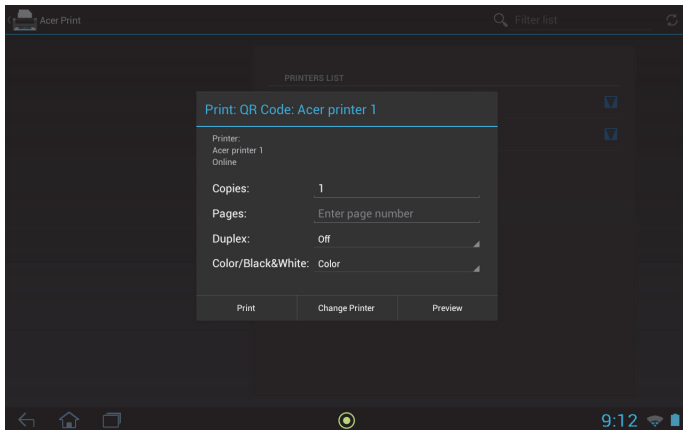 Acer Print
Filter list
PRINTERS LIST
Print: QR Code: Acer printer 1
Printer:
Acer printer 1
Online
Copies: 1
Pages: Enter page number
Duplex: Off
Color/Black&White: Color
Print Change Printer Preview
9:12